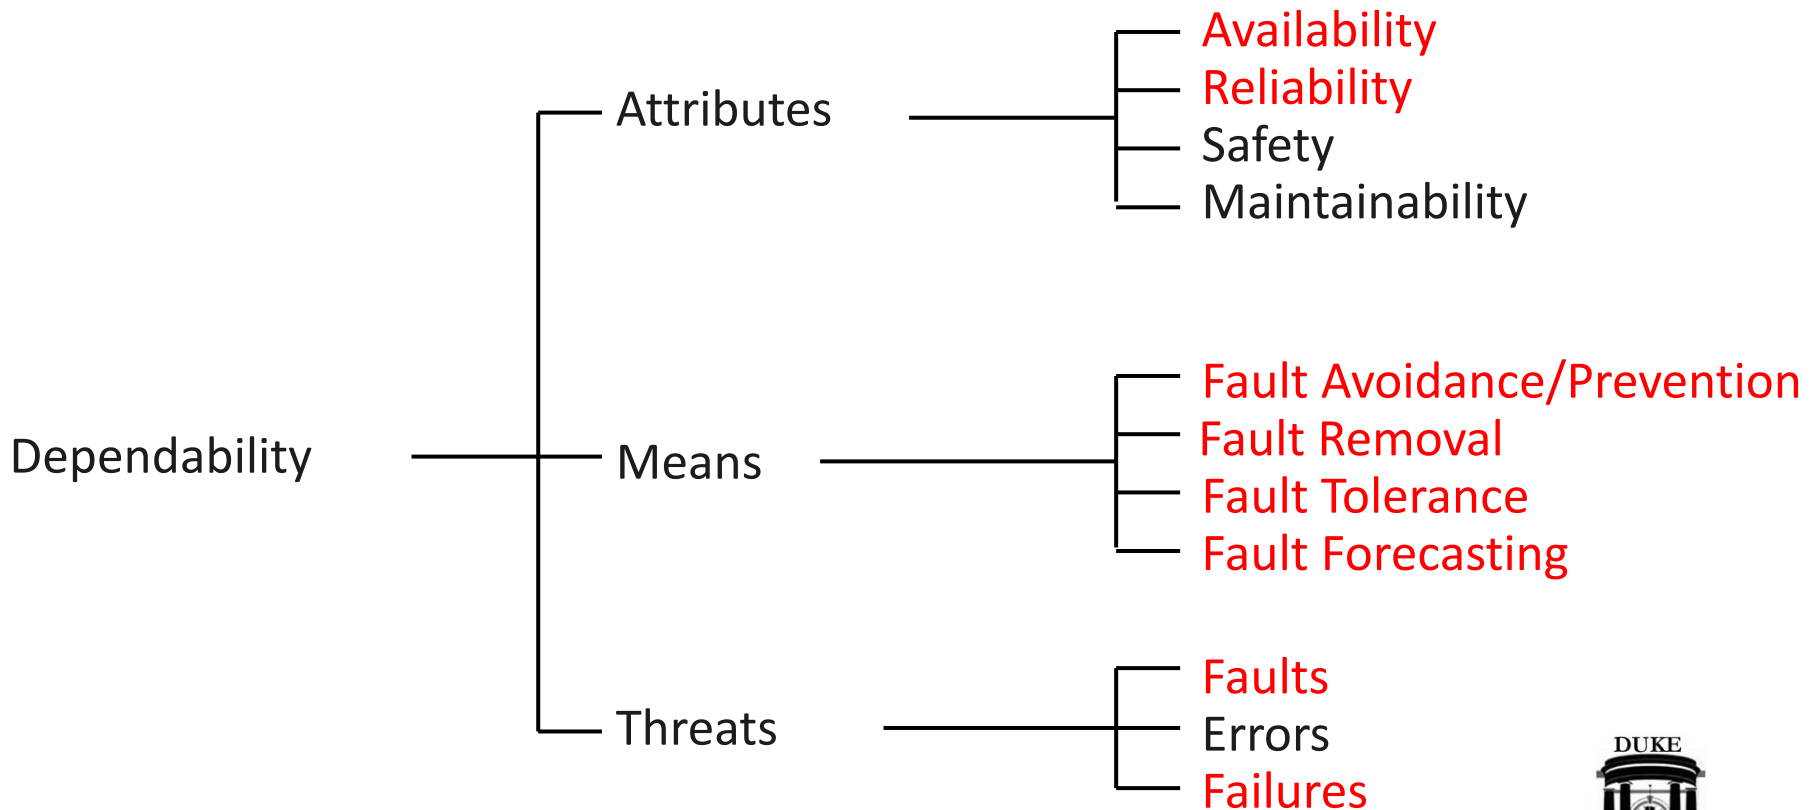 Dependability
Attributes
Availability
Reliability
Safety
Maintainability
Means
Fault Avoidance/Prevention
Fault Removal
Fault Tolerance
Fault Forecasting
Threats
Faults
Errors
Failures
DUKE